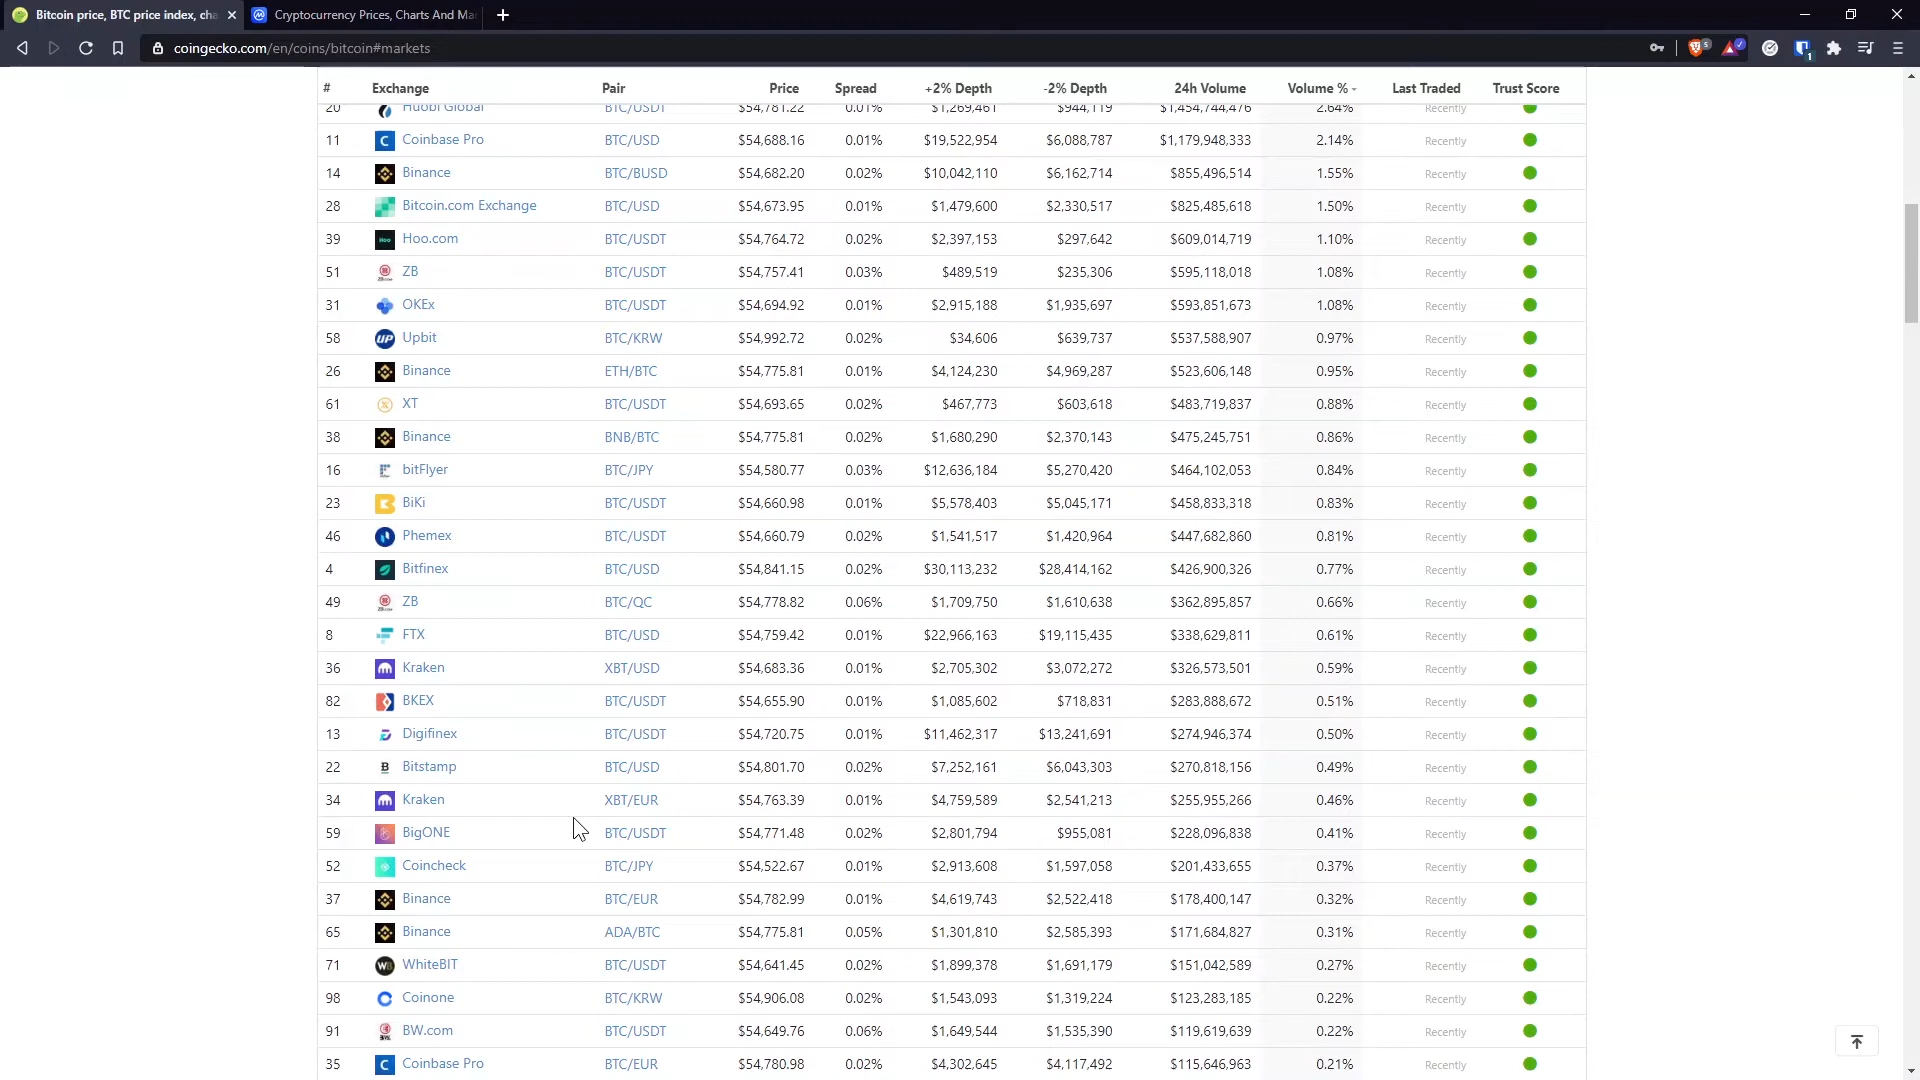 Bitcoin price, BTC price index, cha
Cryptocurrency Prices, Charts And Ma
coingecko.com/en/coins/bitcoin#markets
# Exchange Pair Price Spread +2% Depth -2% Depth 24h Volume Volume % Last Traded Trust Score
20 Huobi Global BTC/USDT $54,781.22 0.01% $1,269,461 $944,119 $1,454,744,476 2.64% Recently
11 Coinbase Pro BTC/USD $54,688.16 0.01% $19,522,954 $6,088,787 $1,179,948,333 2.14% Recently
14 Binance BTC/BUSD $54,682.20 0.02% $10,042,110 $6,162,714 $855,496,514 1.55% Recently
28 Bitcoin.com Exchange BTC/USD $54,673.95 0.01% $1,479,600 $2,330,517 $825,485,618 1.50% Recently
39 Hoo.com BTC/USDT $54,764.72 0.02% $2,397,153 $297,642 $609,014,719 1.10% Recently
51 ZB BTC/USDT $54,757.41 0.03% $489,519 $235,306 $595,118,018 1.08% Recently
31 OKEx BTC/USDT $54,694.92 0.01% $2,915,188 $1,935,697 $593,851,673 1.08% Recently
58 Upbit BTC/KRW $54,992.72 0.02% $34,606 $639,737 $537,588,907 0.97% Recently
26 Binance ETH/BTC $54,775.81 0.01% $4,124,230 $4,969,287 $523,606,148 0.95% Recently
61 XT BTC/USDT $54,693.65 0.02% $467,773 $603,618 $483,719,837 0.88% Recently
38 Binance BNB/BTC $54,775.81 0.02% $1,680,290 $2,370,143 $475,245,751 0.86% Recently
16 bitFlyer BTC/JPY $54,580.77 0.03% $12,636,184 $5,270,420 $464,102,053 0.84% Recently
23 BiKi BTC/USDT $54,660.98 0.01% $5,578,403 $5,045,171 $458,833,318 0.83% Recently
46 Phemex BTC/USDT $54,660.79 0.02% $1,541,517 $1,420,964 $447,682,860 0.81% Recently
4 Bitfinex BTC/USD $54,841.15 0.02% $30,113,232 $28,414,162 $426,900,326 0.77% Recently
49 ZB BTC/QC $54,778.82 0.06% $1,709,750 $1,610,638 $362,895,857 0.66% Recently
8 FTX BTC/USD $54,759.42 0.01% $22,966,163 $19,115,435 $338,629,811 0.61% Recently
36 Kraken XBT/USD $54,683.36 0.01% $2,705,302 $3,072,272 $326,573,501 0.59% Recently
82 BKEX BTC/USDT $54,655.90 0.01% $1,085,602 $718,831 $283,888,672 0.51% Recently
13 Digifinex BTC/USDT $54,720.75 0.01% $11,462,317 $13,241,691 $274,946,374 0.50% Recently
22 Bitstamp BTC/USD $54,801.70 0.02% $7,252,161 $6,043,303 $270,818,156 0.49% Recently
34 Kraken XBT/EUR $54,763.39 0.01% $4,759,589 $2,541,213 $255,955,266 0.46% Recently
59 BigONE BTC/USDT $54,771.48 0.02% $2,801,794 $955,081 $228,096,838 0.41% Recently
52 Coincheck BTC/JPY $54,522.67 0.01% $2,913,608 $1,597,058 $201,433,655 0.37% Recently
37 Binance BTC/EUR $54,782.99 0.01% $4,619,743 $2,522,418 $178,400,147 0.32% Recently
65 Binance ADA/BTC $54,775.81 0.05% $1,301,810 $2,585,393 $171,684,827 0.31% Recently
71 WhiteBIT BTC/USDT $54,641.45 0.02% $1,899,378 $1,691,179 $151,042,589 0.27% Recently
98 Coinone BTC/KRW $54,906.08 0.02% $1,543,093 $1,319,224 $123,283,185 0.22% Recently
91 BW.com BTC/USDT $54,649.76 0.06% $1,649,544 $1,535,390 $119,619,639 0.22% Recently
35 Coinbase Pro BTC/EUR $54,780.98 0.02% $4,302,645 $4,117,492 $115,646,963 0.21% Recently